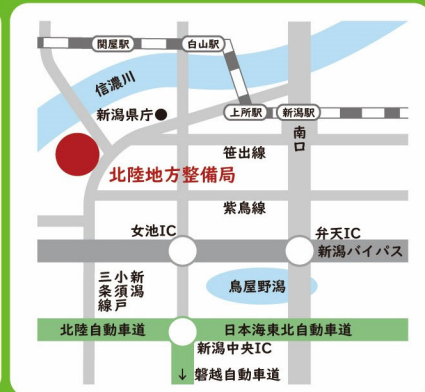 関屋駅
白山駅
信濃川
新潟県庁
上所駅
新潟駅
南口
笹出線
北陸地方整備局
紫鳥線
女池IC
弁天IC
新潟バイパス
新潟
小須戸
三条線
鳥屋野潟
北陸自動車道
日本海東北自動車道
新潟中央IC
↓ 磐越自動車道